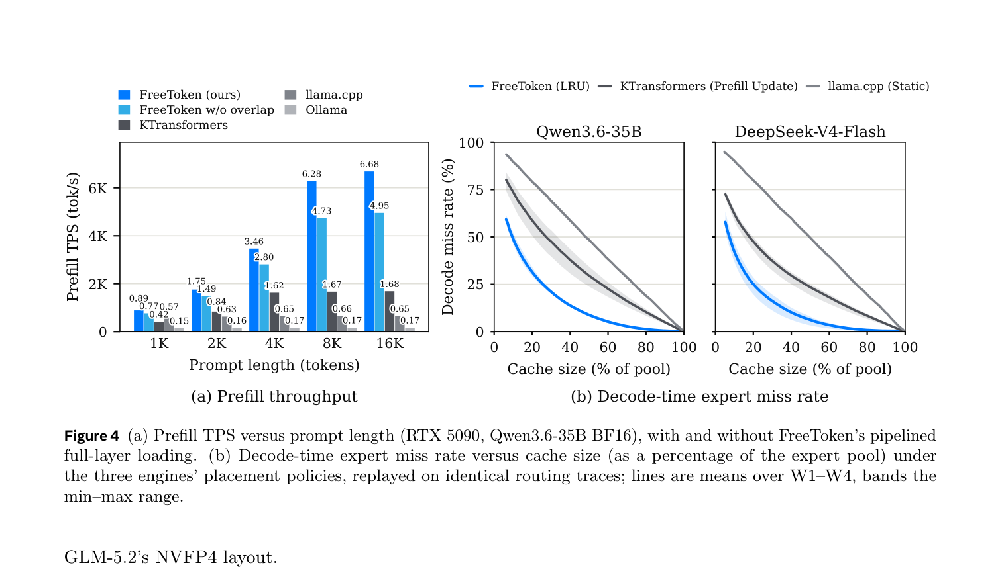 FreeToken (ours)
FreeToken w/o overlap
KTransformers
llama.cpp
Ollama
Prefill TPS (tok/s)
6K
4K
2K
0
0.89
0.77
0.42
0.57
0.15
1.75
1.49
0.84
0.63
0.16
3.46
2.80
1.62
0.65
0.17
6.28
4.73
1.67
0.66
0.17
6.68
4.95
1.68
0.65
0.17
1K 2K 4K 8K 16K
Prompt length (tokens)
(a) Prefill throughput
FreeToken (LRU) KTransformers (Prefill Update) llama.cpp (Static)
Qwen3.6-35B
DeepSeek-V4-Flash
Decode miss rate (%)
100
75
50
25
0
0 20 40 60 80 100
0 20 40 60 80 100
Cache size (% of pool)
Cache size (% of pool)
(b) Decode-time expert miss rate
Figure 4 (a) Prefill TPS versus prompt length (RTX 5090, Qwen3.6-35B BF16), with and without FreeToken's pipelined
full-layer loading. (b) Decode-time expert miss rate versus cache size (as a percentage of the expert pool) under
the three engines' placement policies, replayed on identical routing traces; lines are means over W1–W4, bands the
min–max range.
GLM-5.2's NVFP4 layout.